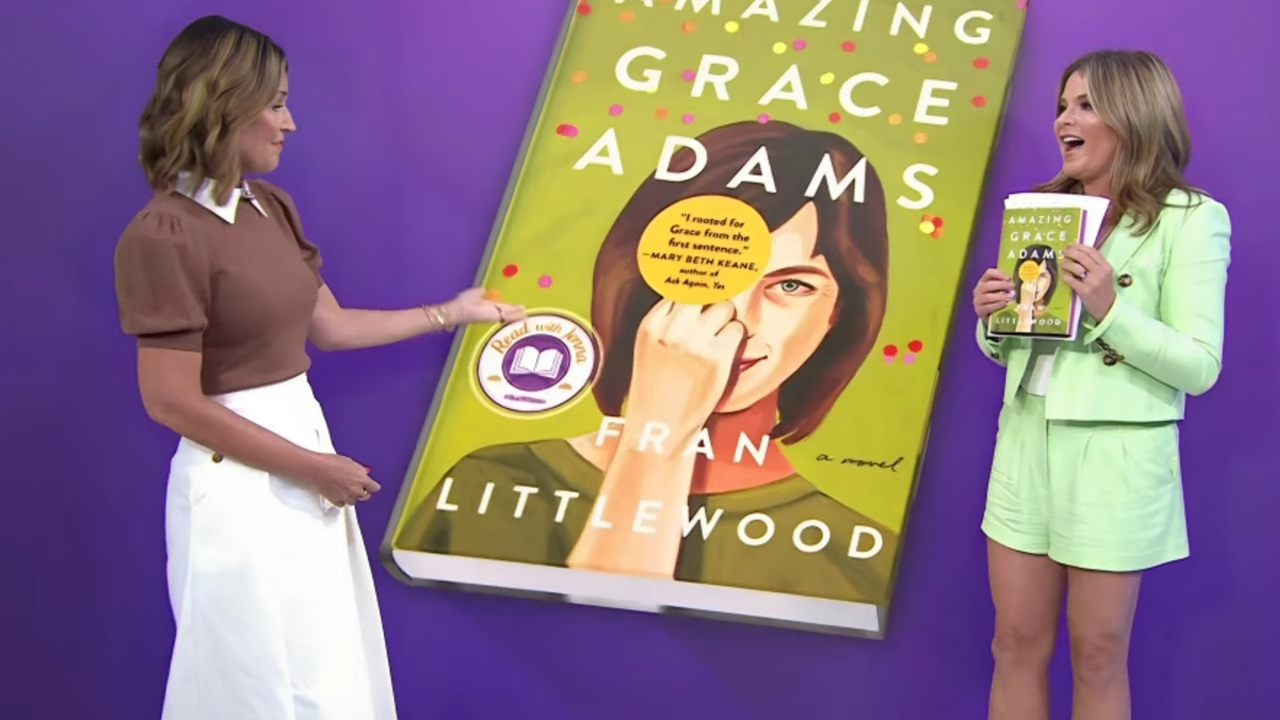 AMAZING
GRACE
ADAMS
"I rooted for
Grace from the
first sentence."
—MARY BETH KEANE,
author of
Ask Again, Yes
Read with Jenna
FRAN
a novel
LITTLEWOOD
AMAZING
GRACE
ADAMS
FRAN
LITTLEWOOD